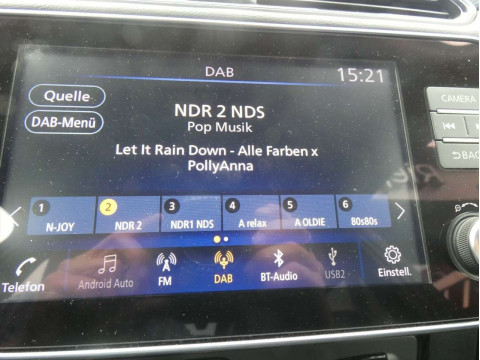 DAB
15:21
Quelle
DAB-Menü
NDR 2 NDS
Pop Musik
Let It Rain Down - Alle Farben x
PollyAnna
1 2 3 4 5 6
N-JOY NDR 2 NDR1 NDS A relax A OLDIE 80s80s
Telefon Android Auto FM DAB BT-Audio USB2 Einstell.
CAMERA
BACK